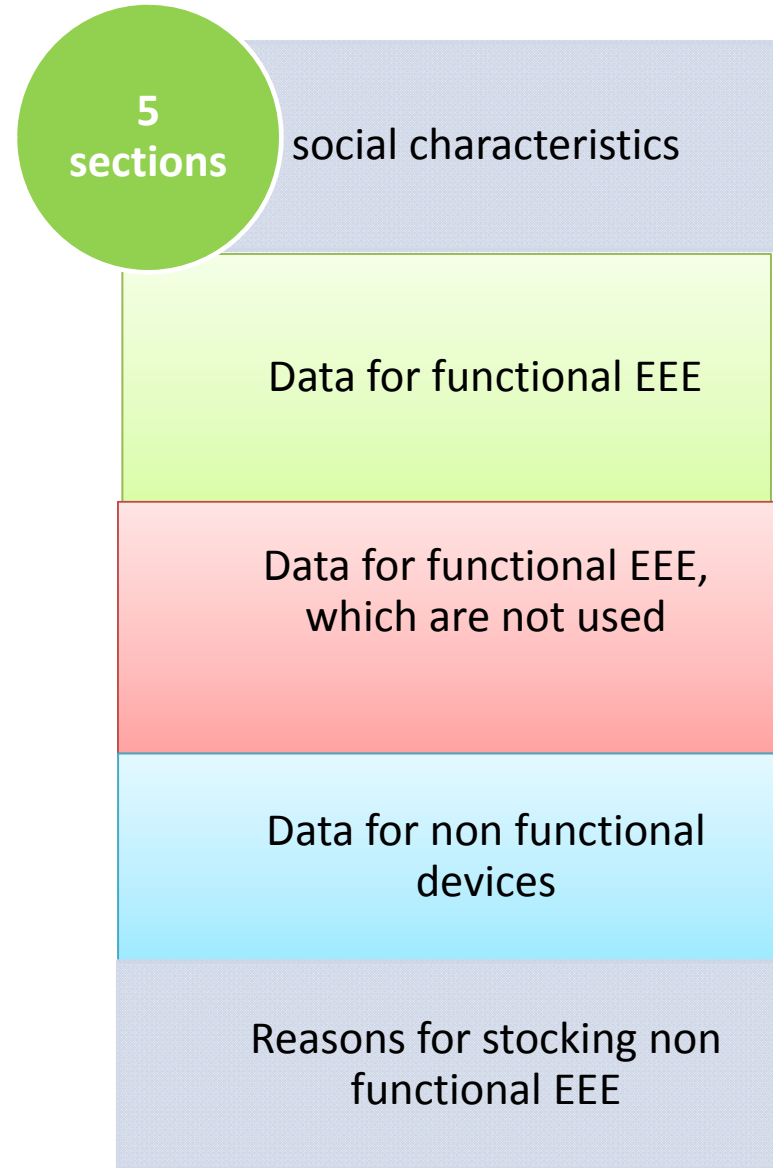 5
sections
social characteristics
Data for functional EEE
Data for functional EEE,
which are not used
Data for non functional
devices
Reasons for stocking non
functional EEE